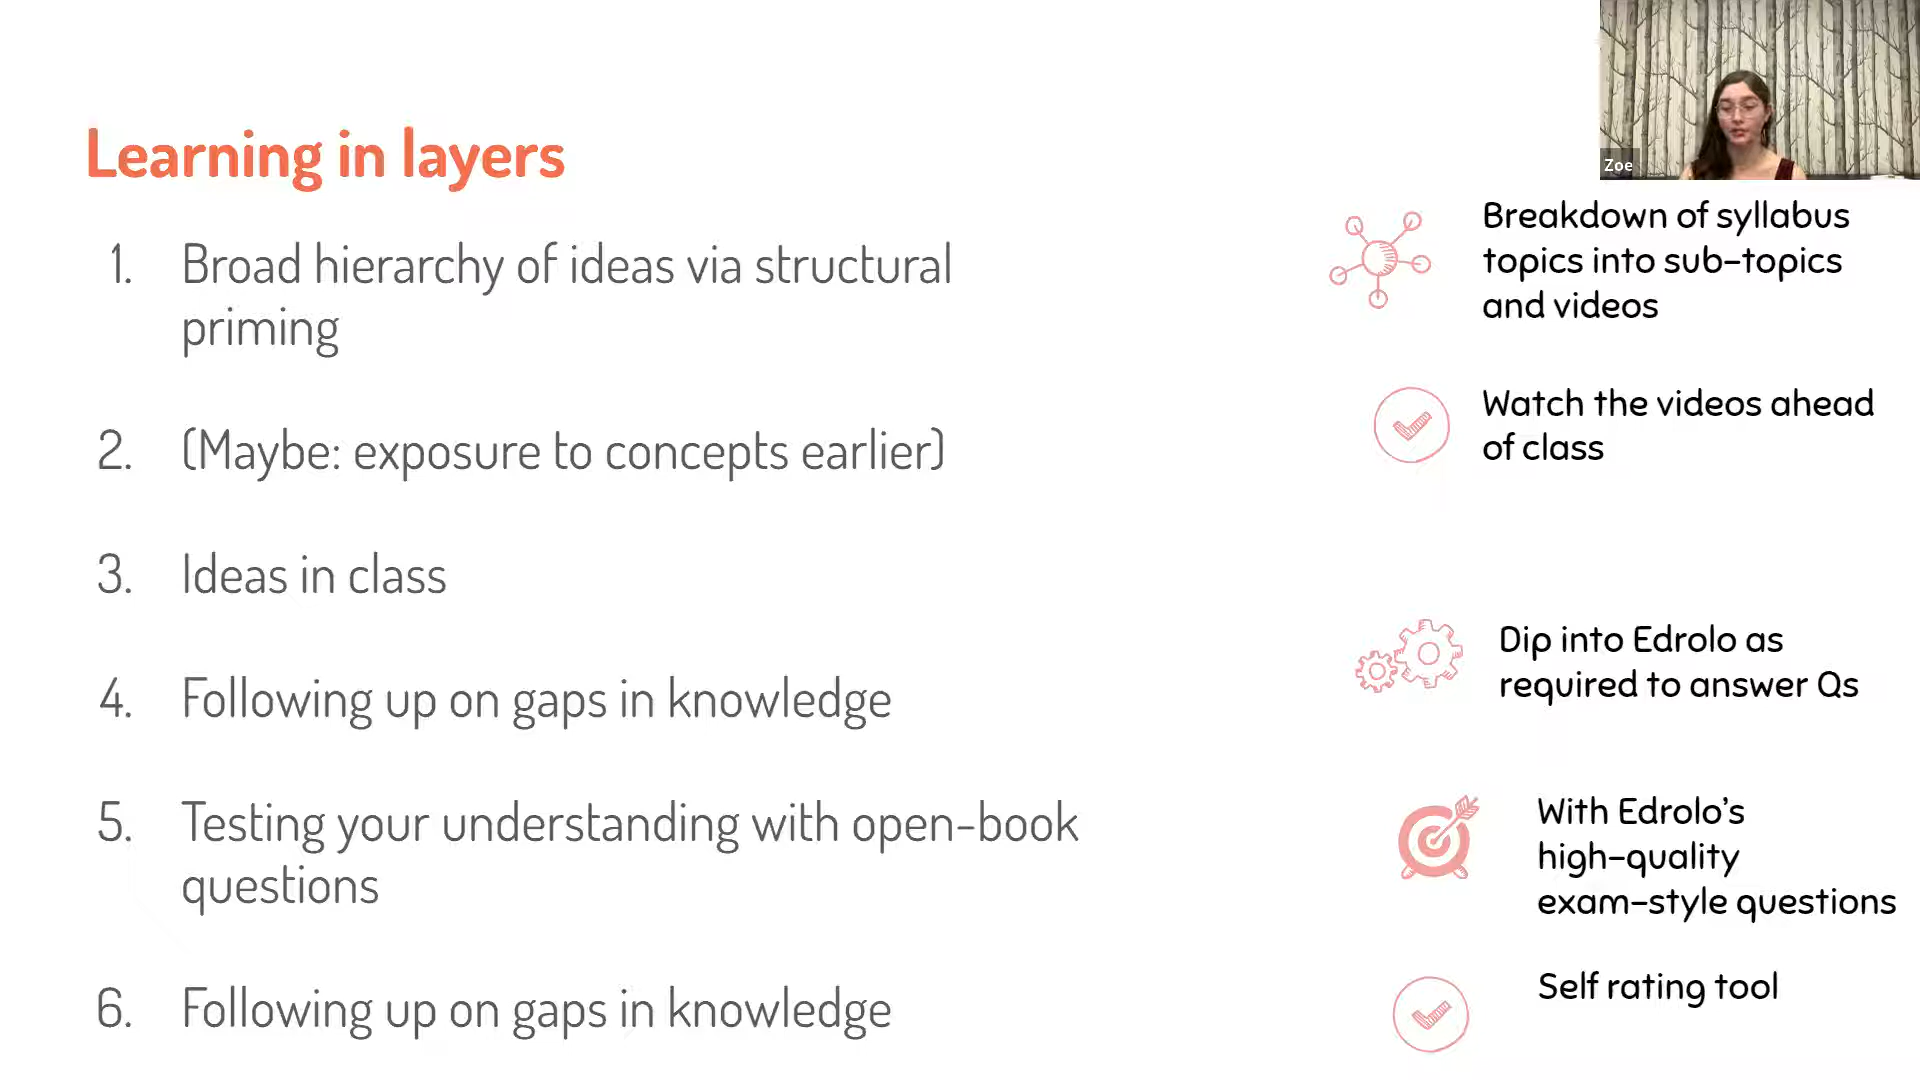 Zoe
Learning in layers
1. Broad hierarchy of ideas via structural
priming
2. (Maybe: exposure to concepts earlier)
3. Ideas in class
4. Following up on gaps in knowledge
5. Testing your understanding with open-book
questions
6. Following up on gaps in knowledge
Breakdown of syllabus
topics into sub-topics
and videos
Watch the videos ahead
of class
Dip into Edrolo as
required to answer Qs
With Edrolo's
high-quality
exam-style questions
Self rating tool